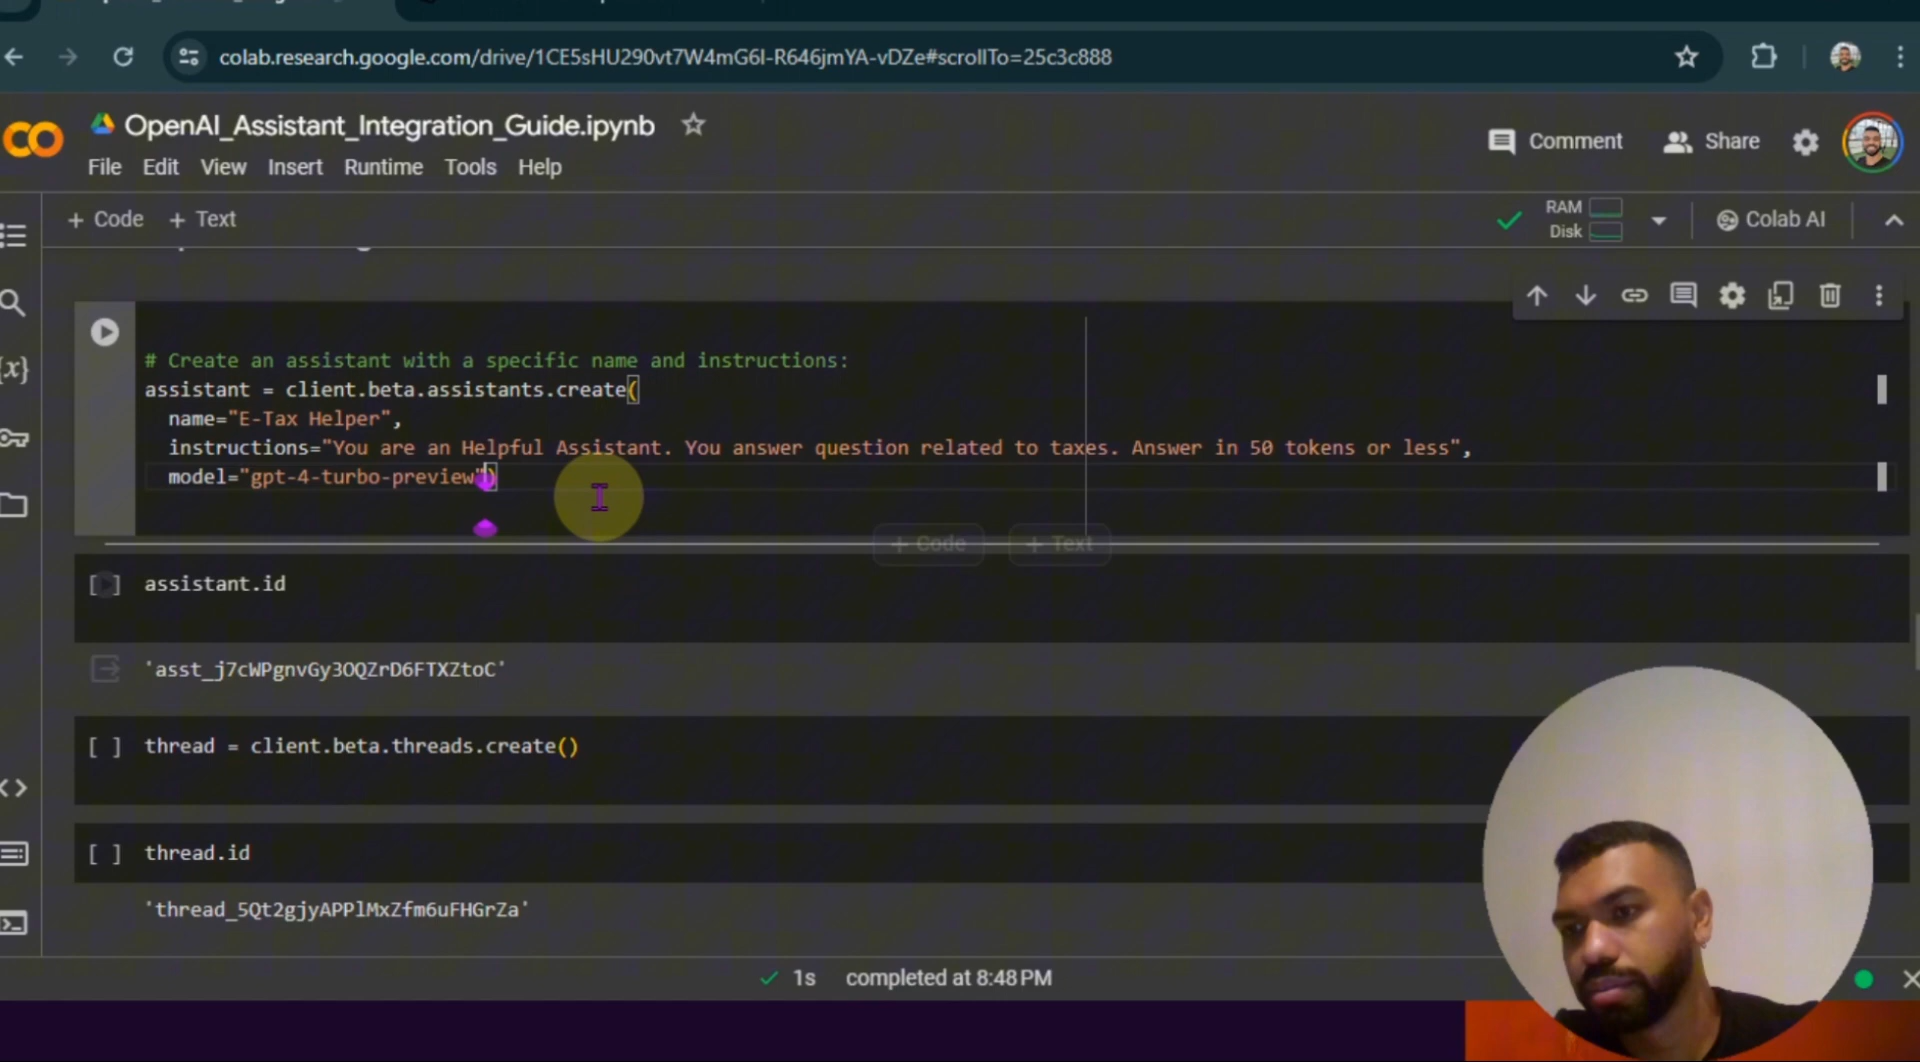 colab.research.google.com/drive/1CE5sHU290vt7W4mG6I-R646jmYA-vDZe#scrollTo=25c3c888
OpenAI_Assistant_Integration_Guide.ipynb
Comment
Share
File Edit View Insert Runtime Tools Help
+ Code + Text
RAM
Disk
Colab AI
# Create an assistant with a specific name and instructions:
assistant = client.beta.assistants.create(
name="E-Tax Helper",
instructions="You are an Helpful Assistant. You answer question related to taxes. Answer in 50 tokens or less",
model="gpt-4-turbo-preview")
+ Code + Text
[ ] assistant.id
'asst_j7cWPgnvGy3OQZrD6FTXZtoC'
[ ] thread = client.beta.threads.create()
[ ] thread.id
'thread_5Qt2gjyAPPlMxZfm6uFHGrZa'
1s completed at 8:48 PM